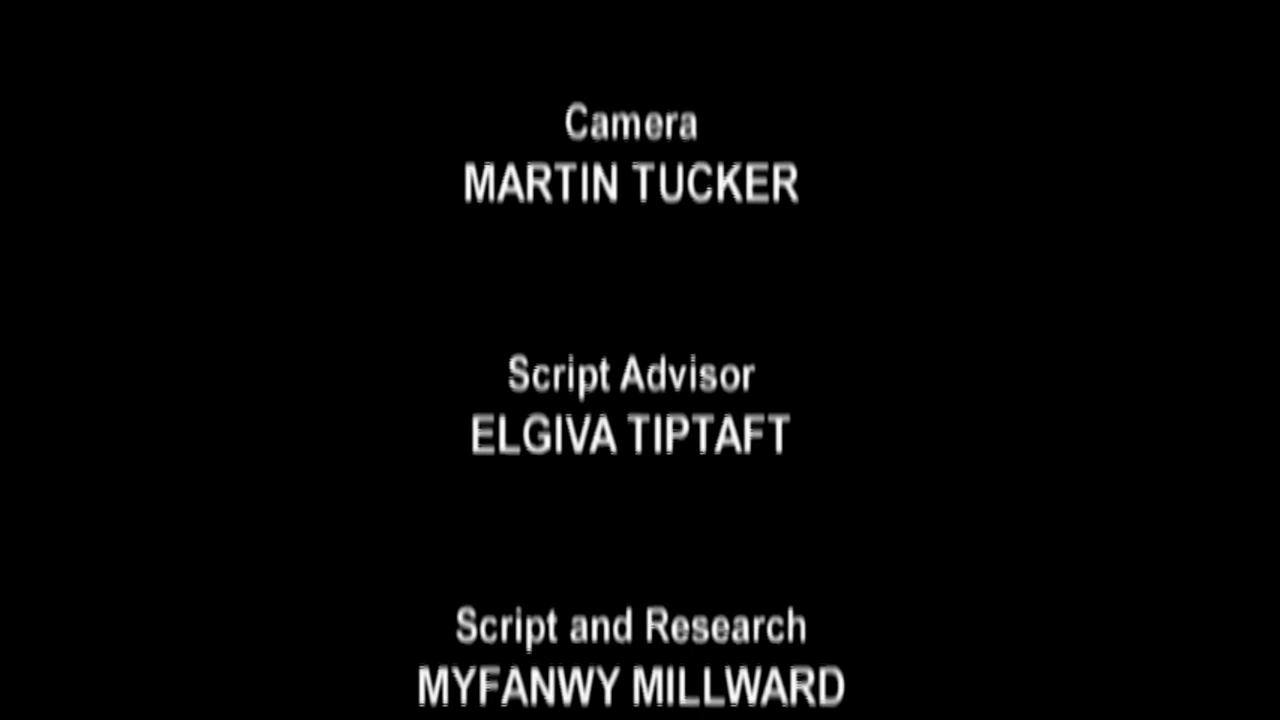 Camera
MARTIN TUCKER
Script Advisor
ELGIVA TIPTAFT
Script and Research
MYFANWY MILLWARD